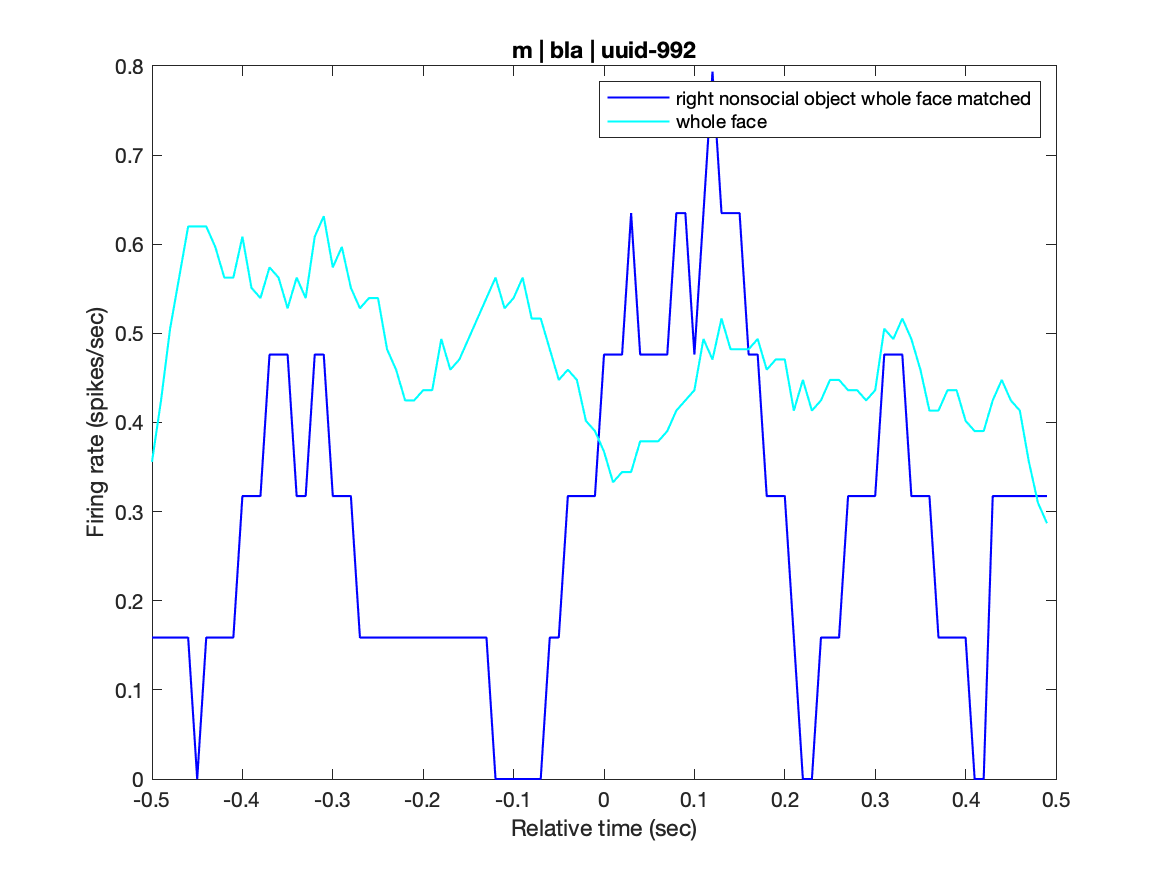 m | bla | uuid-992
right nonsocial object whole face matched
whole face
0.8
0.7
0.6
0.5
0.4
0.3
0.2
0.1
0
Firing rate (spikes/sec)
-0.5 -0.4 -0.3 -0.2 -0.1 0 0.1 0.2 0.3 0.4 0.5
Relative time (sec)